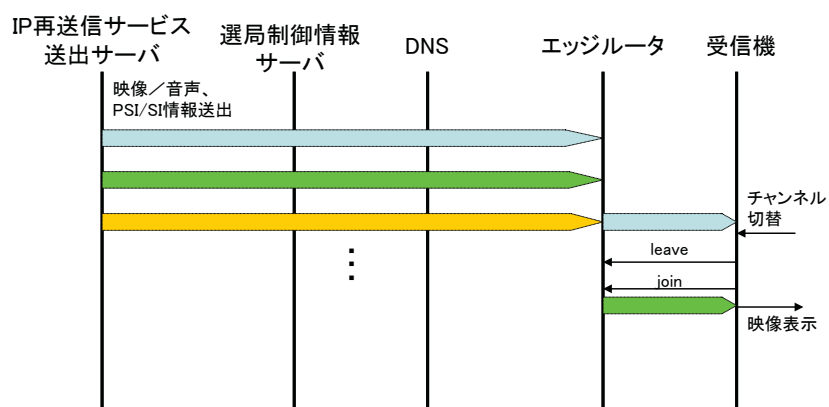 IP再送信サービス
送出サーバ
選局制御情報
サーバ
DNS
エッジルータ
受信機
映像／音声、
PSI/SI情報送出
チャンネル
切替
leave
join
映像表示